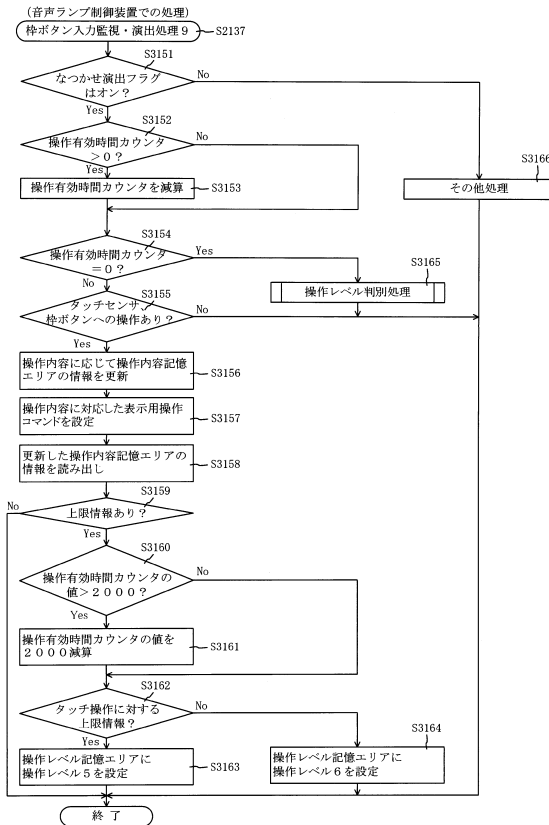 (音声ランプ制御装置での処理)
枠ボタン入力監視・演出処理9
S2137
S3151
なつかせ演出フラグ
はオン?
No
Yes
S3152
操作有効時間カウンタ
>0?
No
Yes
操作有効時間カウンタを減算
S3153
S3166
その他処理
S3154
操作有効時間カウンタ
=0?
Yes
No
S3165
操作レベル判別処理
S3155
タッチセンサ、
枠ボタンへの操作あり?
No
Yes
操作内容に応じて操作内容記憶
エリアの情報を更新
S3156
操作内容に対応した表示用操作
コマンドを設定
S3157
更新した操作内容記憶エリアの
情報を読み出し
S3158
S3159
No
上限情報あり?
Yes
S3160
操作有効時間カウンタの
値>2000?
No
Yes
操作有効時間カウンタの値を
2000減算
S3161
S3162
タッチ操作に対する
上限情報?
No
Yes
S3164
操作レベル記憶エリアに
操作レベル5を設定
S3163
操作レベル記憶エリアに
操作レベル6を設定
終了